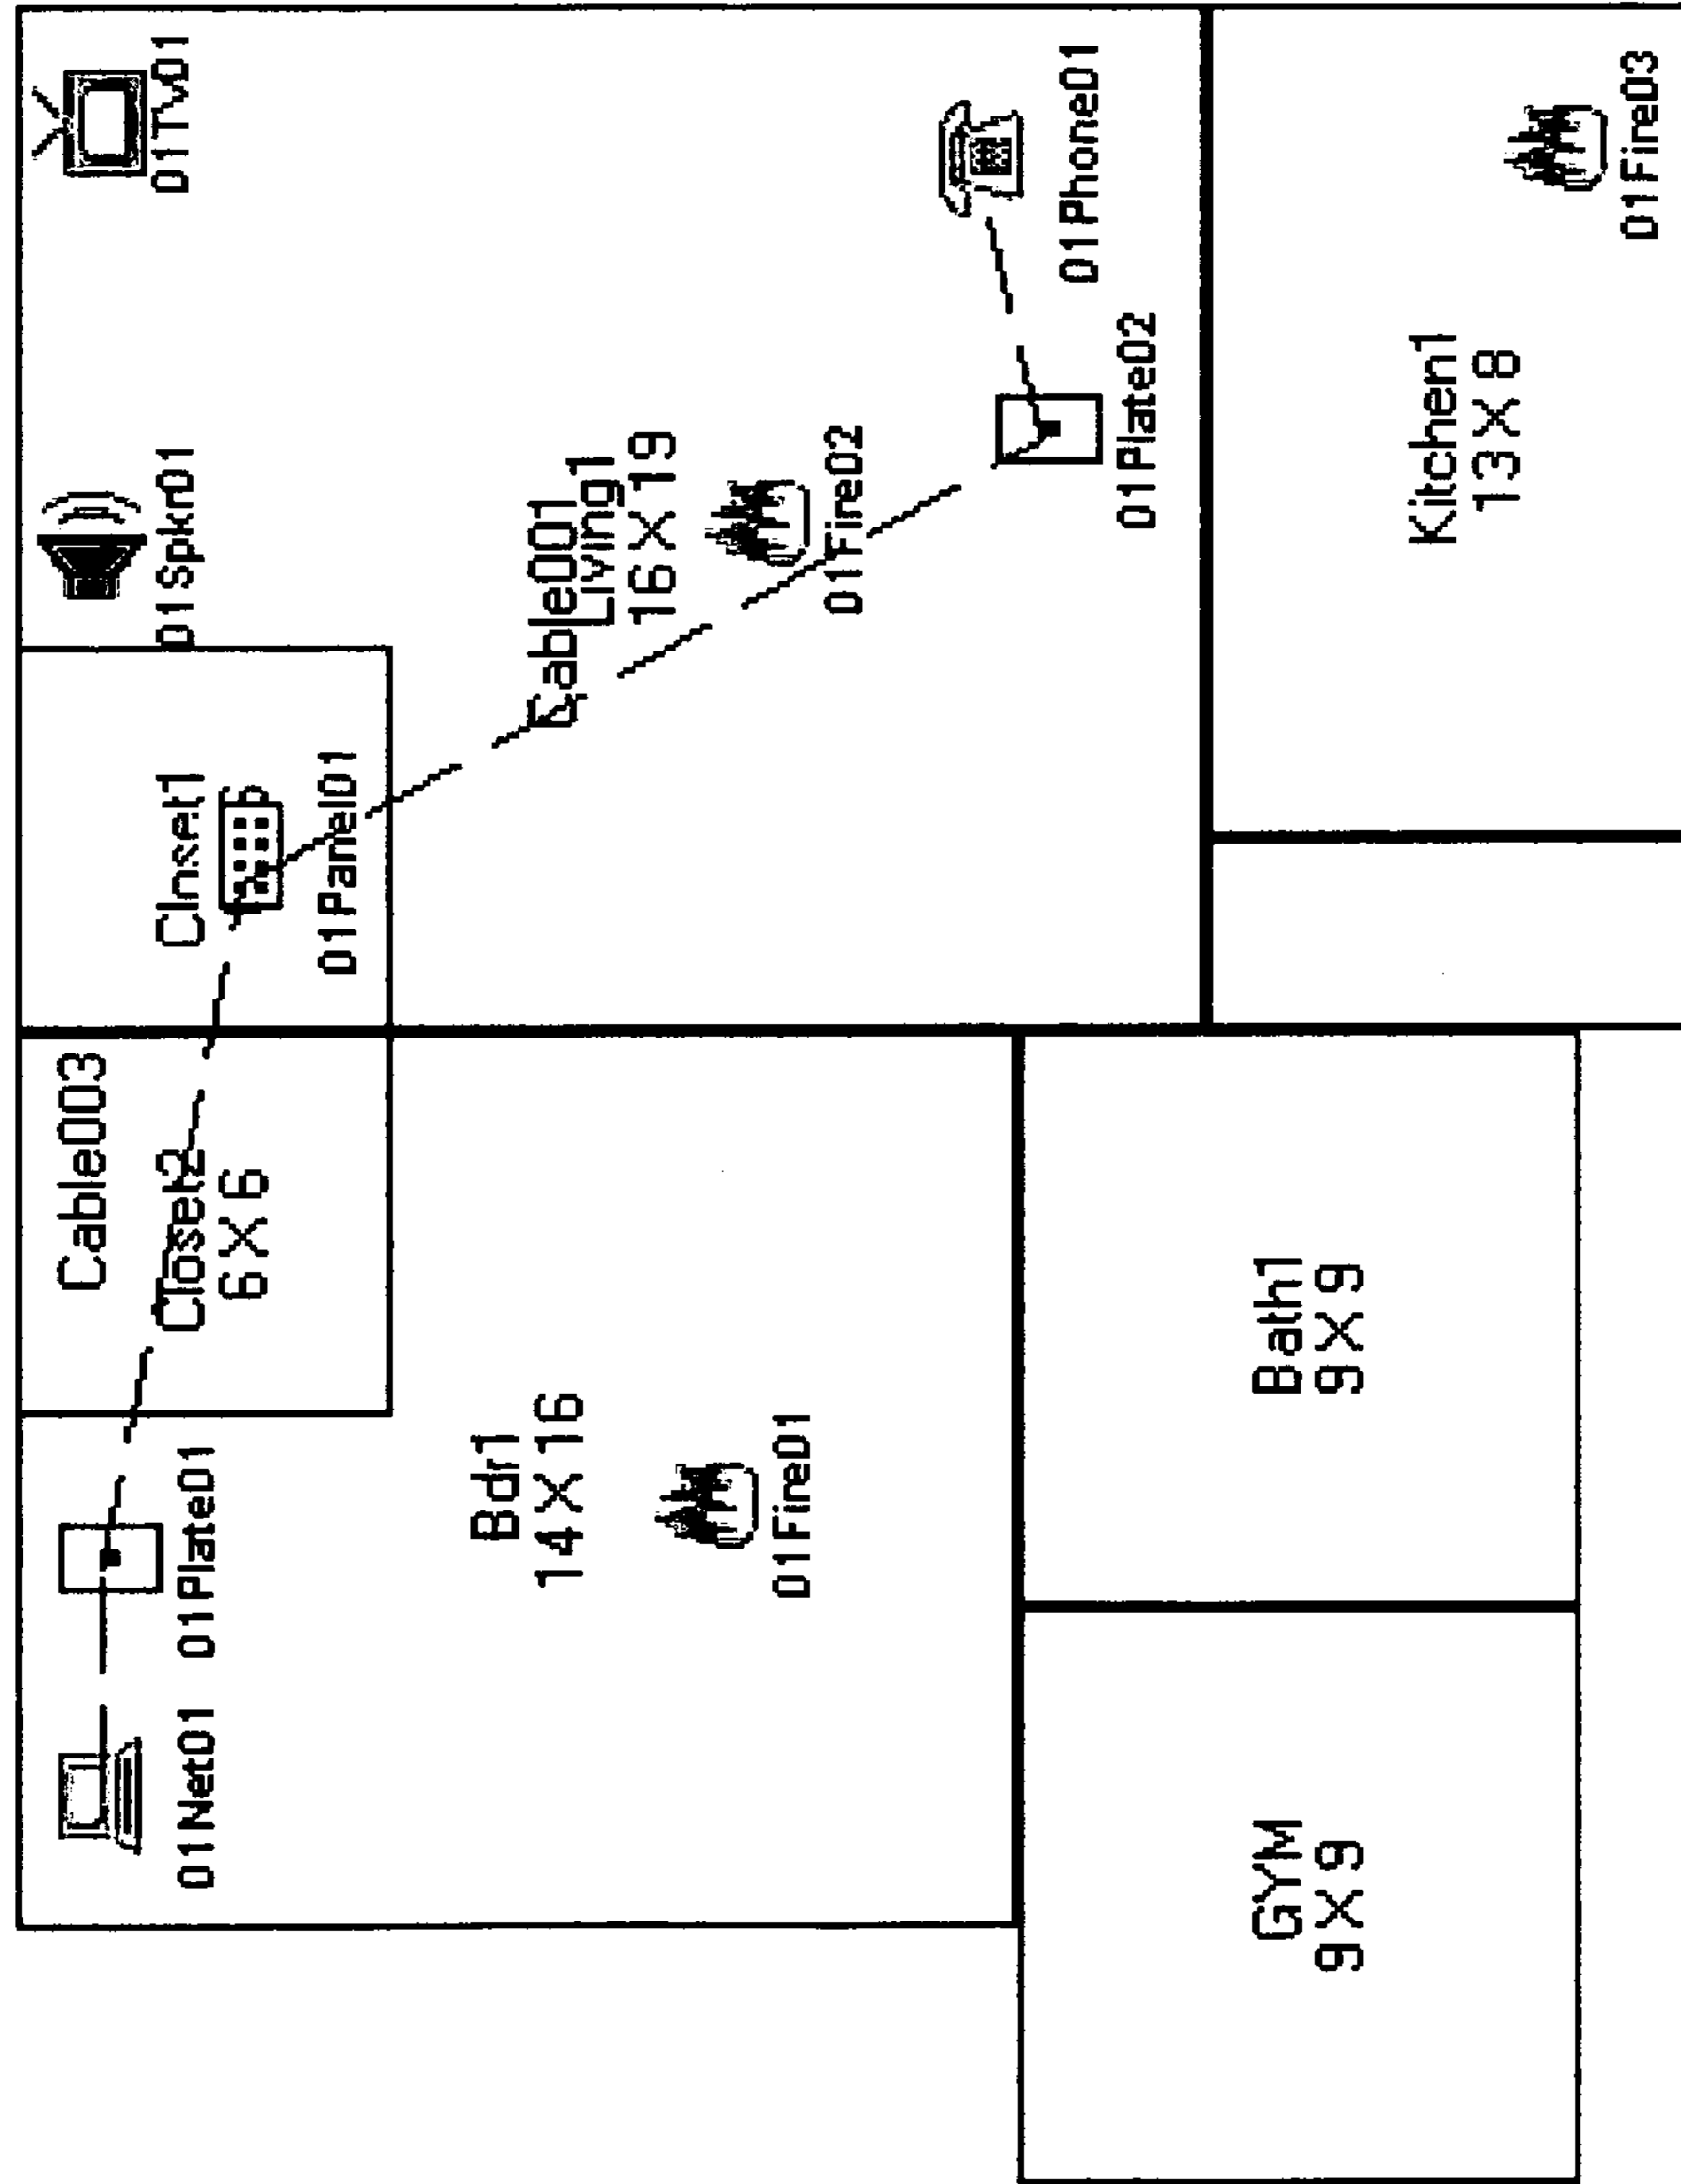 Cable003
01TV01
01Spkr01
Closet1
Closet2
6 X 6
01Net01
01Plate01
01Panel01
Cable001
Living1
16 X 19
Bdr1
14 X 16
01Fire01
01Fire02
01Phone01
01Plate02
GYM
9 X 9
Bath1
9 X 9
Kitchen1
13 X 8
01Fire03